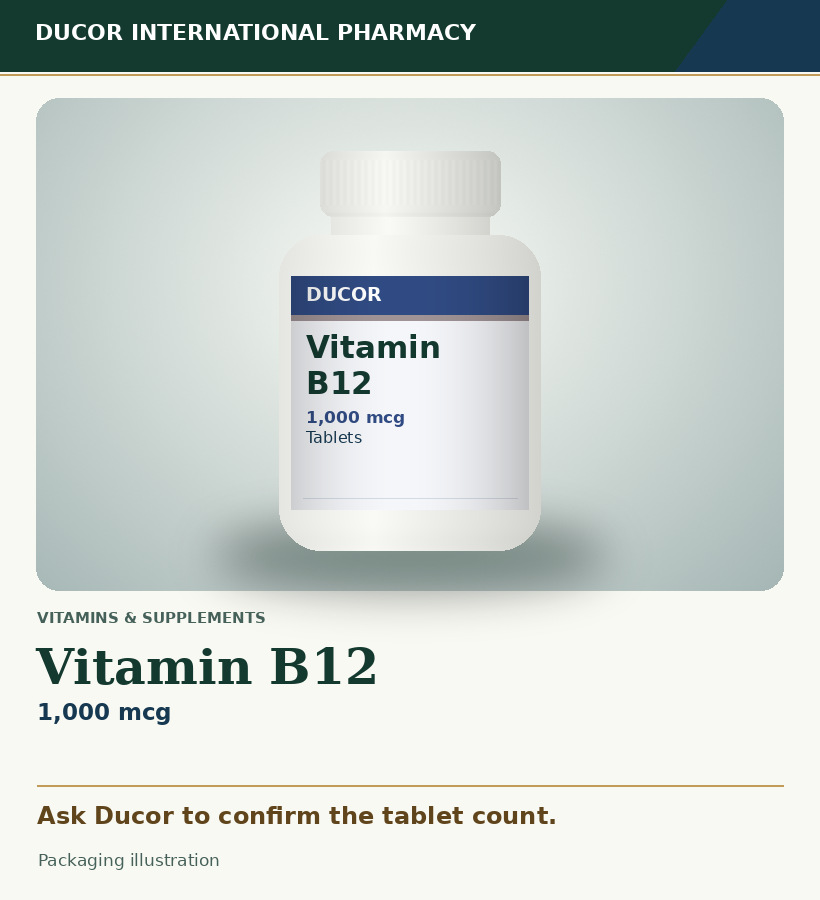 DUCOR INTERNATIONAL PHARMACY
DUCOR
Vitamin
B12
1,000 mcg
Tablets
VITAMINS & SUPPLEMENTS
Vitamin B12
1,000 mcg
Ask Ducor to confirm the tablet count.
Packaging illustration